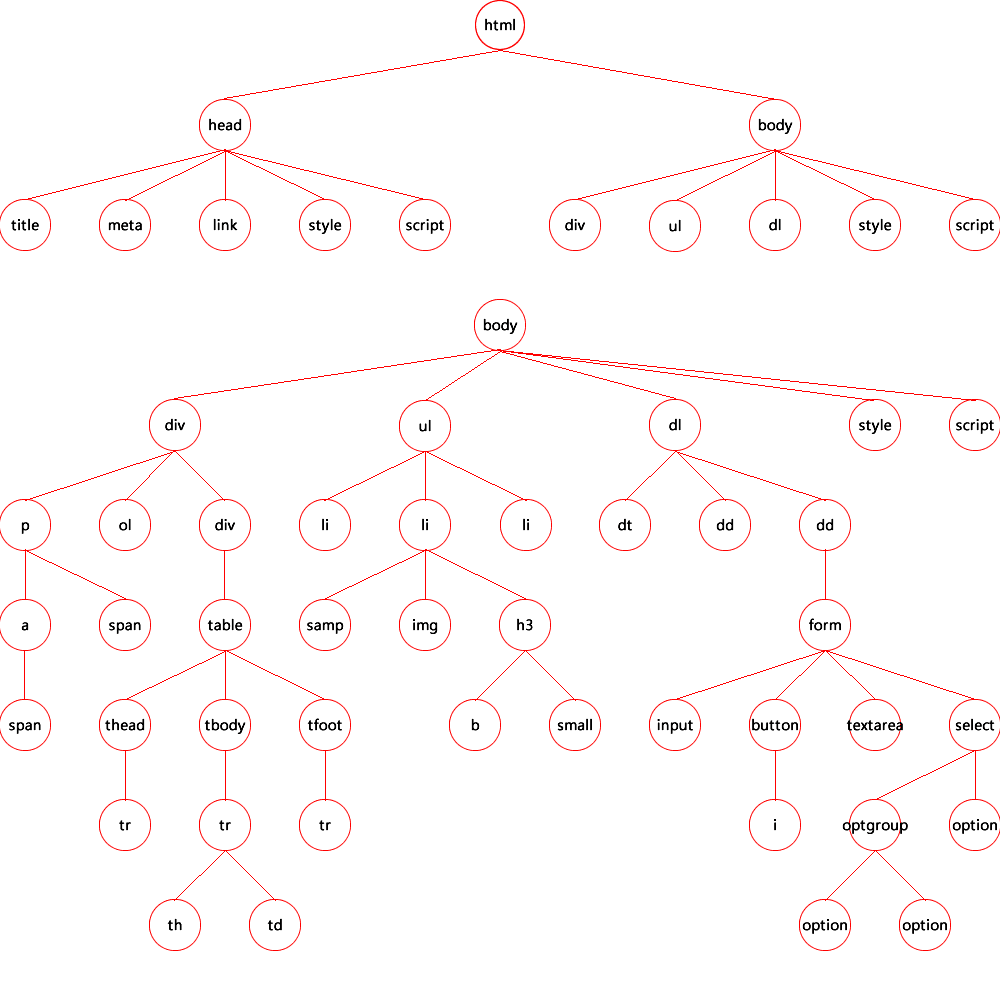 html
head body
title meta link style script div ul dl style script
body
div ul dl style script
p ol div li li li dt dd dd
a span table samp img h3 form
span thead tbody tfoot b small input button textarea select
tr tr tr i optgroup option
th td option option